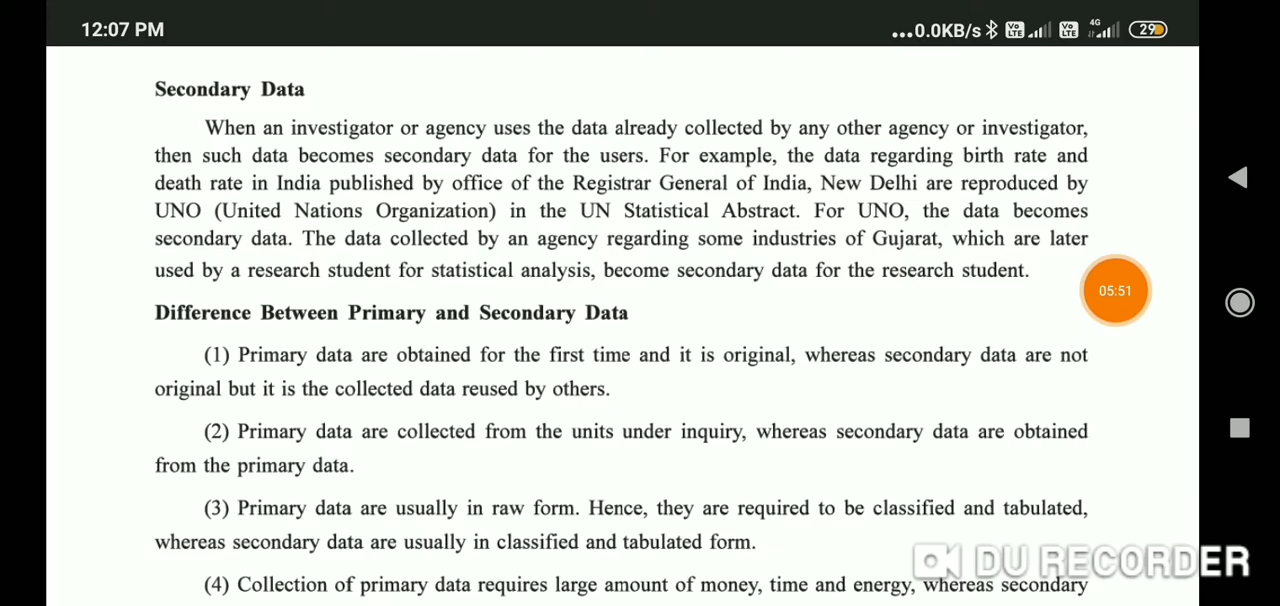 12:07 PM
...0.0KB/s Vo LTE Vo LTE 4G 29
Secondary Data
When an investigator or agency uses the data already collected by any other agency or investigator,
then such data becomes secondary data for the users. For example, the data regarding birth rate and
death rate in India published by office of the Registrar General of India, New Delhi are reproduced by
UNO (United Nations Organization) in the UN Statistical Abstract. For UNO, the data becomes
secondary data. The data collected by an agency regarding some industries of Gujarat, which are later
used by a research student for statistical analysis, become secondary data for the research student.
05:51
Difference Between Primary and Secondary Data
(1) Primary data are obtained for the first time and it is original, whereas secondary data are not
original but it is the collected data reused by others.
(2) Primary data are collected from the units under inquiry, whereas secondary data are obtained
from the primary data.
(3) Primary data are usually in raw form. Hence, they are required to be classified and tabulated,
whereas secondary data are usually in classified and tabulated form.
DU RECORDER
(4) Collection of primary data requires large amount of money, time and energy, whereas secondary